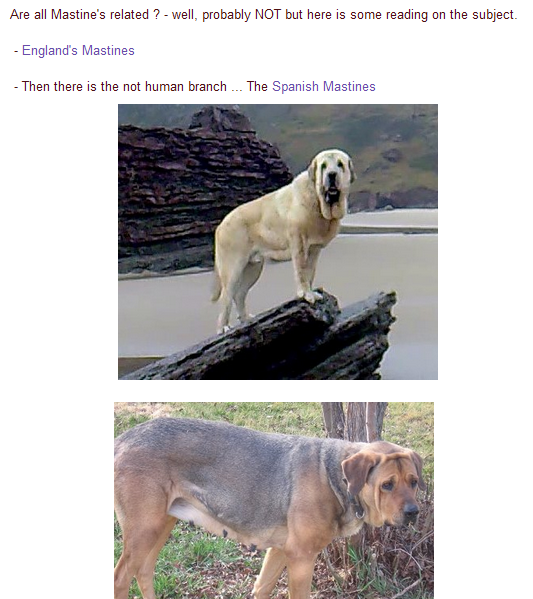 Are all Mastine's related ? - well, probably NOT but here is some reading on the subject.
- England's Mastines
- Then there is the not human branch ... The Spanish Mastines